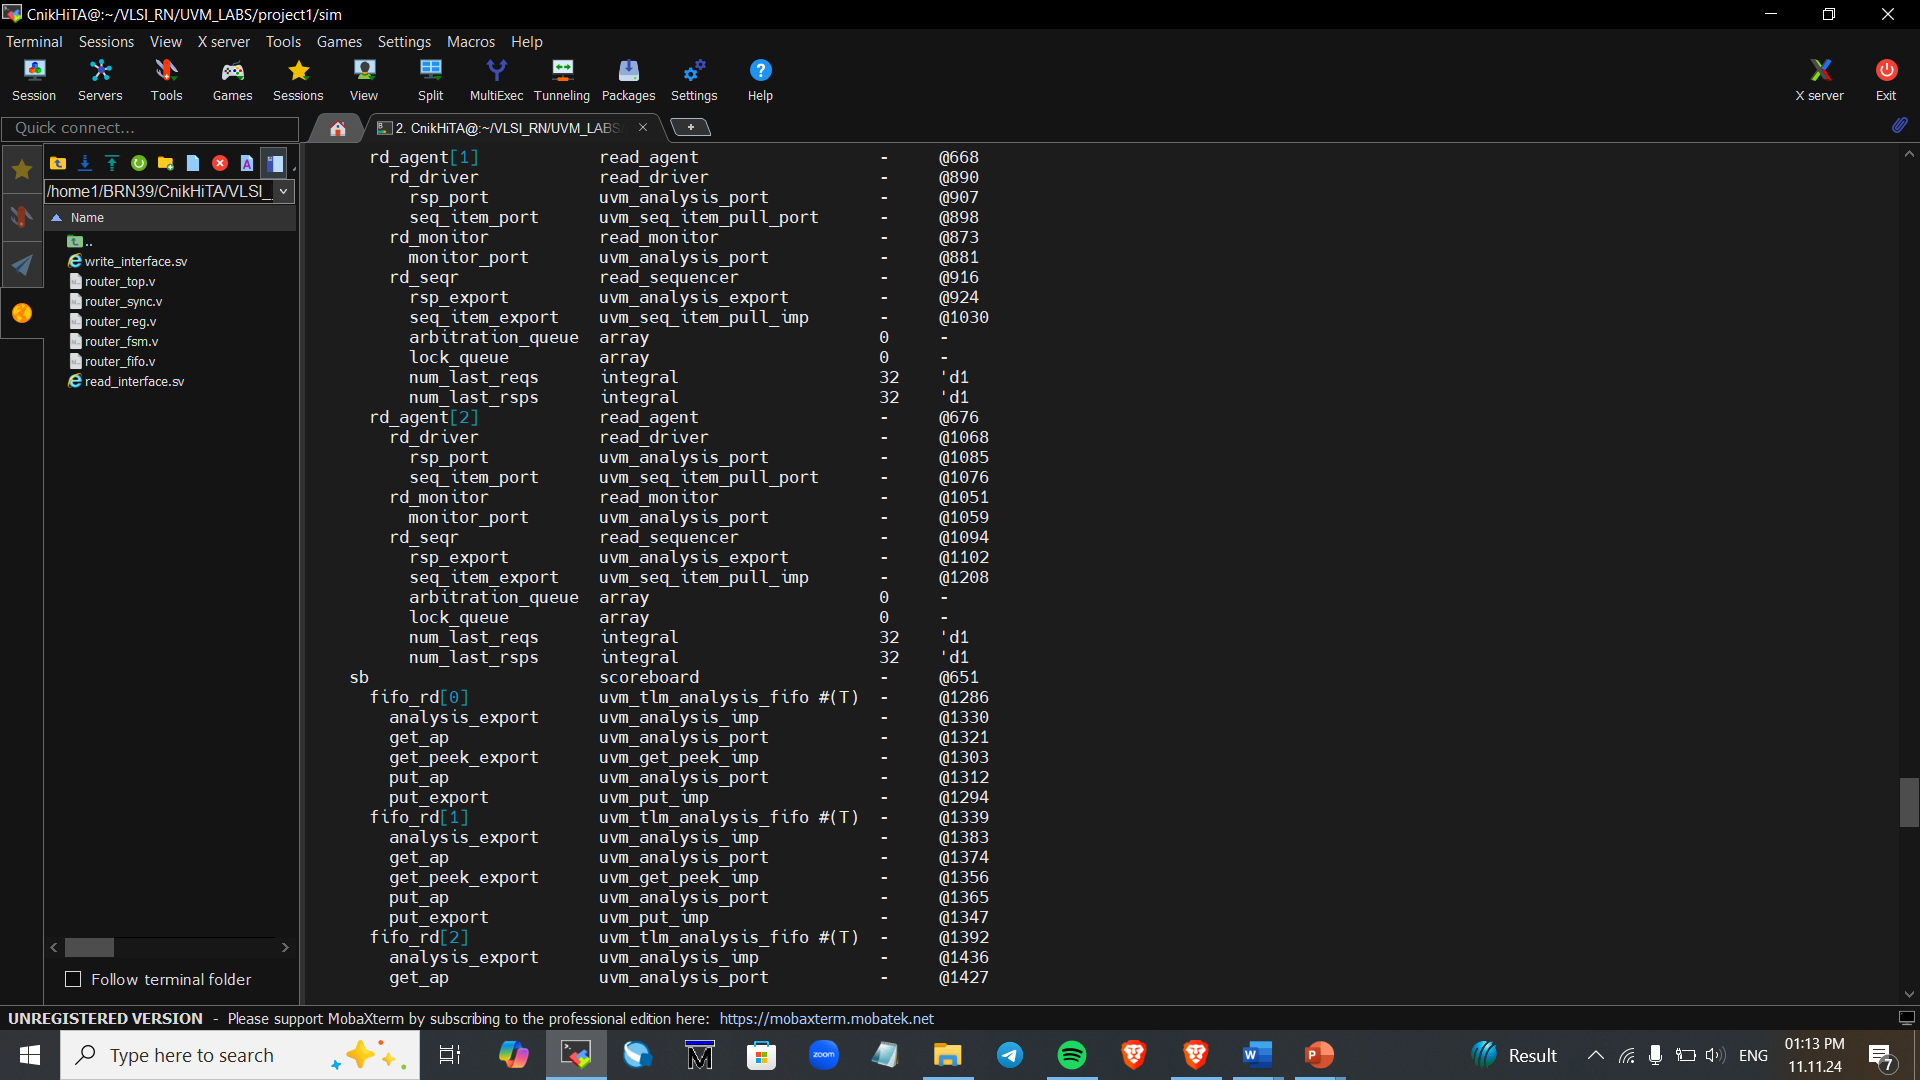 CnikHiTA@:~/VLSI_RN/UVM_LABS/project1/sim
Terminal Sessions View X server Tools Games Settings Macros Help
Session Servers Tools Games Sessions View Split MultiExec Tunneling Packages Settings Help X server Exit
Quick connect...
2. CnikHiTA@:~/VLSI_RN/UVM_LABS/
/home1/BRN39/CnikHiTA/VLSI_
Name
..
write_interface.sv
router_top.v
router_sync.v
router_reg.v
router_fsm.v
router_fifo.v
read_interface.sv
Follow terminal folder
rd_agent[1] read_agent - @668
rd_driver read_driver - @890
rsp_port uvm_analysis_port - @907
seq_item_port uvm_seq_item_pull_port - @898
rd_monitor read_monitor - @873
monitor_port uvm_analysis_port - @881
rd_seqr read_sequencer - @916
rsp_export uvm_analysis_export - @924
seq_item_export uvm_seq_item_pull_imp - @1030
arbitration_queue array 0 -
lock_queue array 0 -
num_last_reqs integral 32 'd1
num_last_rsps integral 32 'd1
rd_agent[2] read_agent - @676
rd_driver read_driver - @1068
rsp_port uvm_analysis_port - @1085
seq_item_port uvm_seq_item_pull_port - @1076
rd_monitor read_monitor - @1051
monitor_port uvm_analysis_port - @1059
rd_seqr read_sequencer - @1094
rsp_export uvm_analysis_export - @1102
seq_item_export uvm_seq_item_pull_imp - @1208
arbitration_queue array 0 -
lock_queue array 0 -
num_last_reqs integral 32 'd1
num_last_rsps integral 32 'd1
sb scoreboard - @651
fifo_rd[0] uvm_tlm_analysis_fifo #(T) - @1286
analysis_export uvm_analysis_imp - @1330
get_ap uvm_analysis_port - @1321
get_peek_export uvm_get_peek_imp - @1303
put_ap uvm_analysis_port - @1312
put_export uvm_put_imp - @1294
fifo_rd[1] uvm_tlm_analysis_fifo #(T) - @1339
analysis_export uvm_analysis_imp - @1383
get_ap uvm_analysis_port - @1374
get_peek_export uvm_get_peek_imp - @1356
put_ap uvm_analysis_port - @1365
put_export uvm_put_imp - @1347
fifo_rd[2] uvm_tlm_analysis_fifo #(T) - @1392
analysis_export uvm_analysis_imp - @1436
get_ap uvm_analysis_port - @1427
UNREGISTERED VERSION - Please support MobaXterm by subscribing to the professional edition here: https://mobaxterm.mobatek.net
Type here to search
zoom
Result
ENG
01:13 PM
11.11.24
7